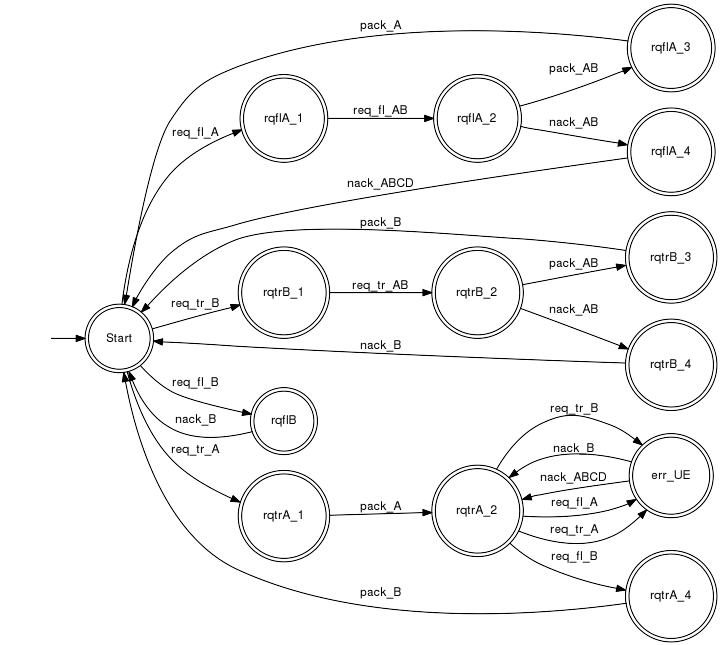 pack_A
rqflA_3
req_fl_A
rqflA_1
req_fl_AB
rqflA_2
pack_AB
nack_AB
rqflA_4
nack_ABCD
pack_B
rqtrB_3
req_tr_B
rqtrB_1
req_tr_AB
rqtrB_2
pack_AB
nack_AB
Start
nack_B
rqtrB_4
req_fl_B
nack_B
rqflB
req_tr_A
rqtrA_1
pack_A
rqtrA_2
req_tr_B
nack_B
nack_ABCD
req_fl_A
req_tr_A
req_fl_B
err_UE
pack_B
rqtrA_4